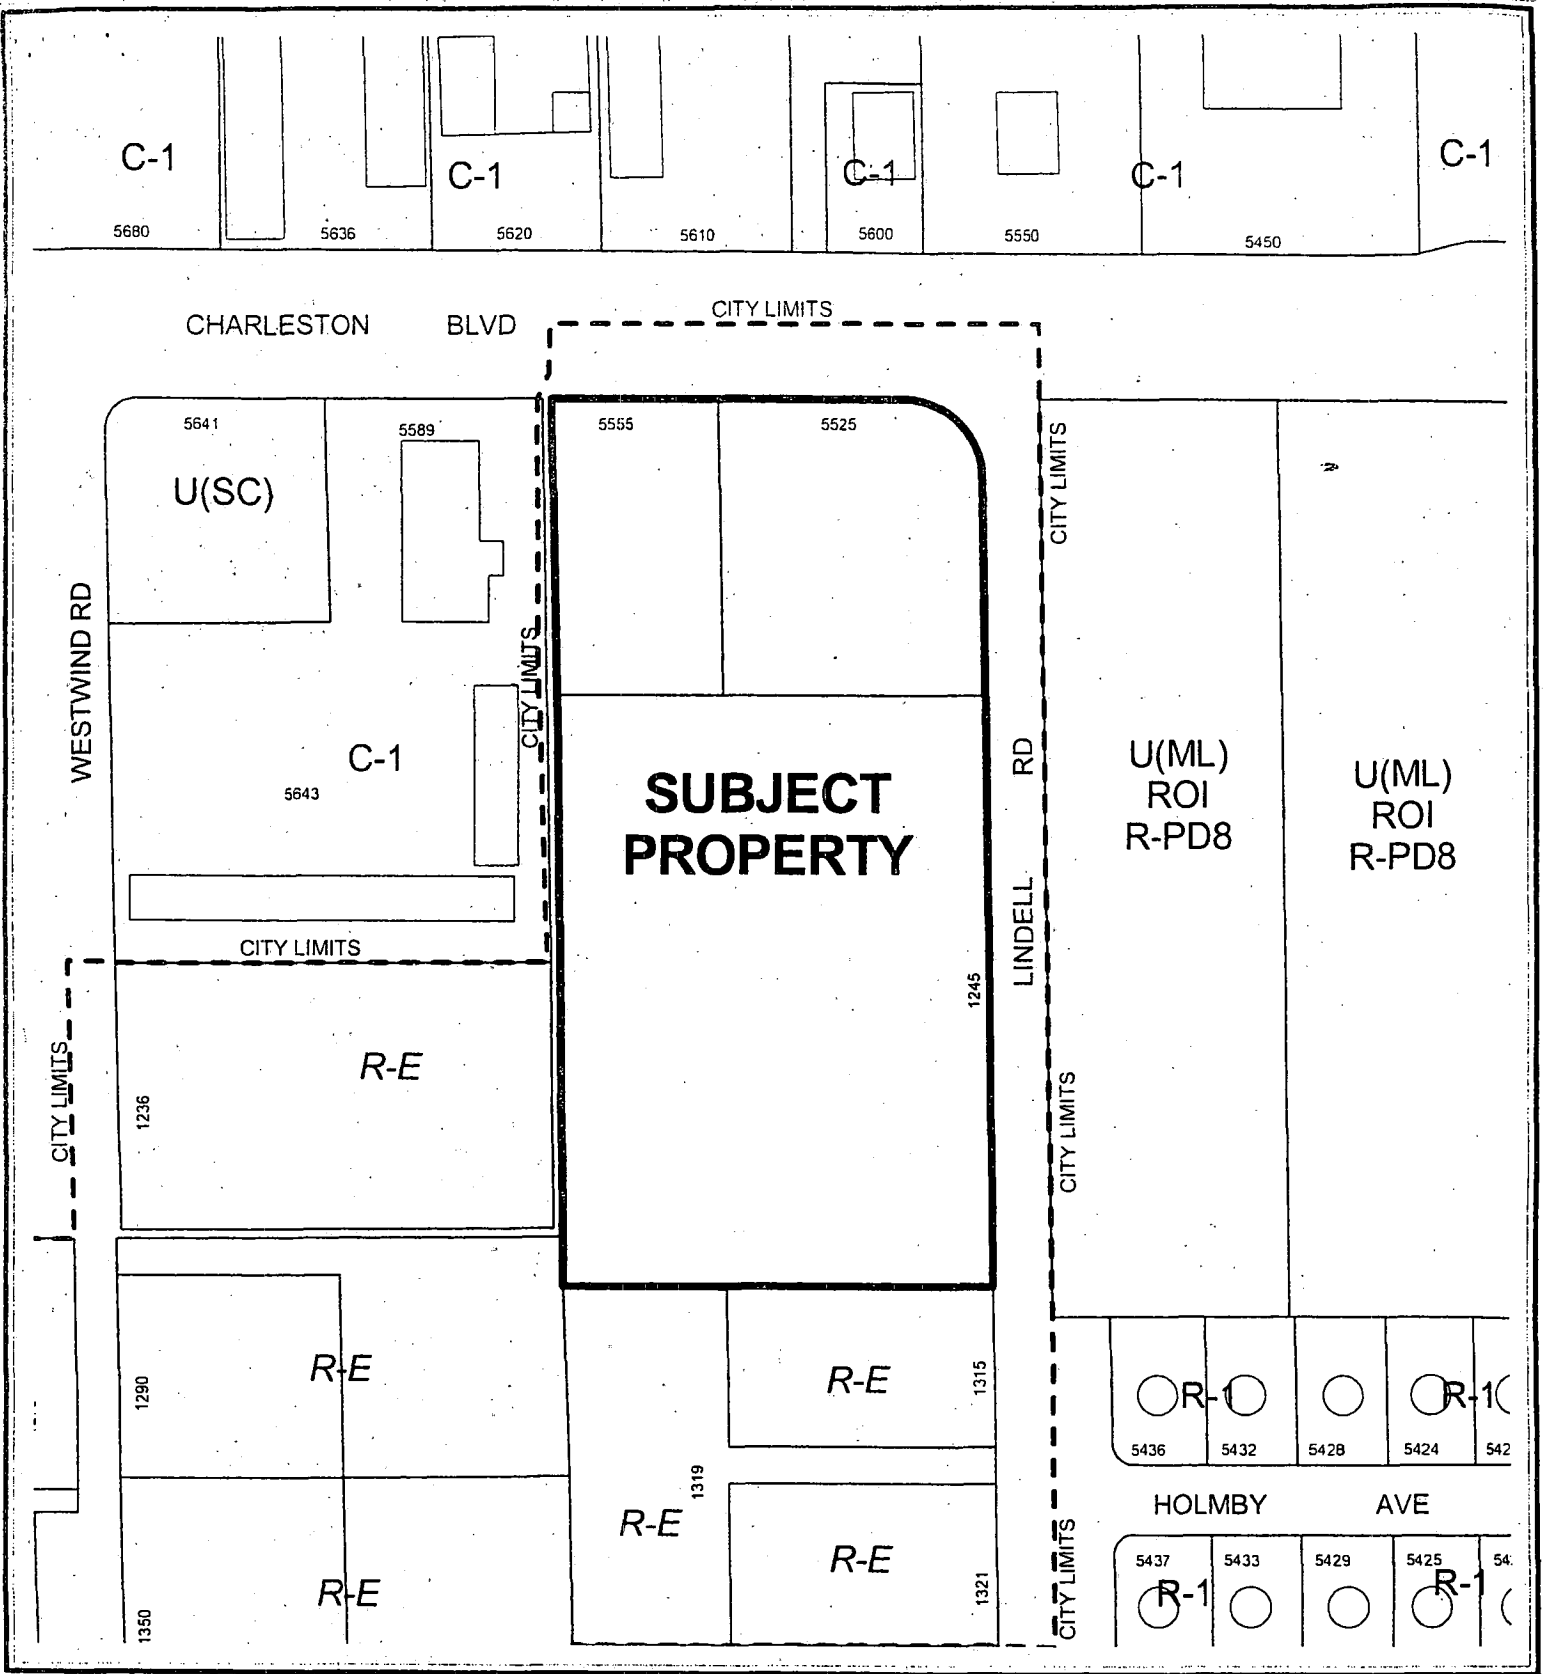 C-1
C-1
C-1
C-1
C-1
5680
5636
5620
5610
5600
5550
5450
CITY LIMITS
CHARLESTON BLVD
5641
5589
5555
5525
CITY LIMITS
U(SC)
WESTWIND RD
CITY LIMITS
C-1
5643
SUBJECT
PROPERTY
LINDELL RD
U(ML)
ROI
R-PD8
U(ML)
ROI
R-PD8
CITY LIMITS
1245
R-E
1236
CITY LIMITS
CITY LIMITS
R-E
1290
R-E
1315
R-1
R-1
5436
5432
5428
5424
542
1319
R-E
HOLMBY AVE
R-E
1321
CITY LIMITS
R-E
1350
5437
5433
5429
5425
54
R-1
R-1